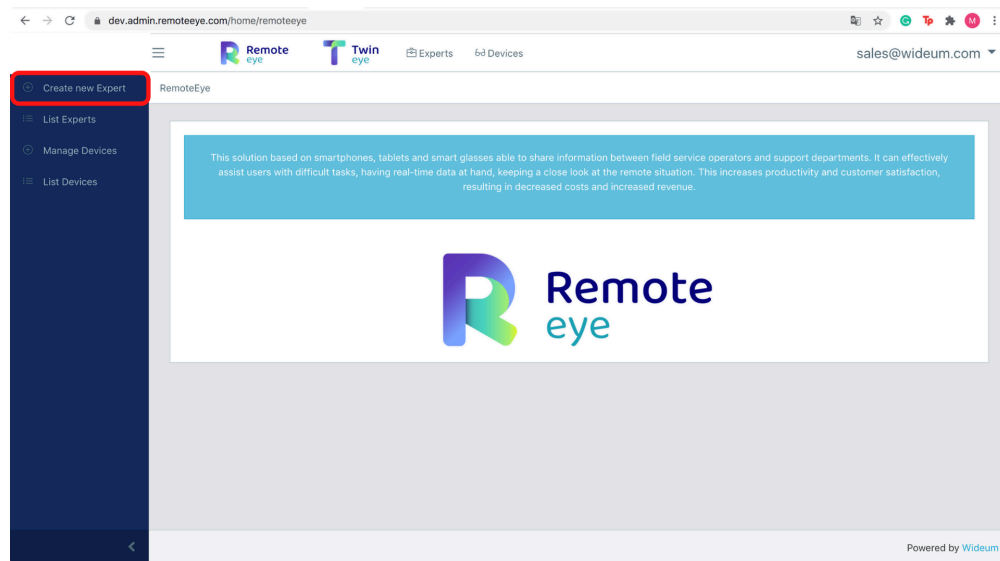 dev.admin.remoteeye.com/home/remoteeye
Remote
eye
Twin
eye
Experts
Devices
sales@wideum.com
Create new Expert
RemoteEye
List Experts
Manage Devices
List Devices
This solution based on smartphones, tablets and smart glasses able to share information between field service operators and support departments. It can effectively
assist users with difficult tasks, having real-time data at hand, keeping a close look at the remote situation. This increases productivity and customer satisfaction,
resulting in decreased costs and increased revenue.
Remote
eye
Powered by Wideum